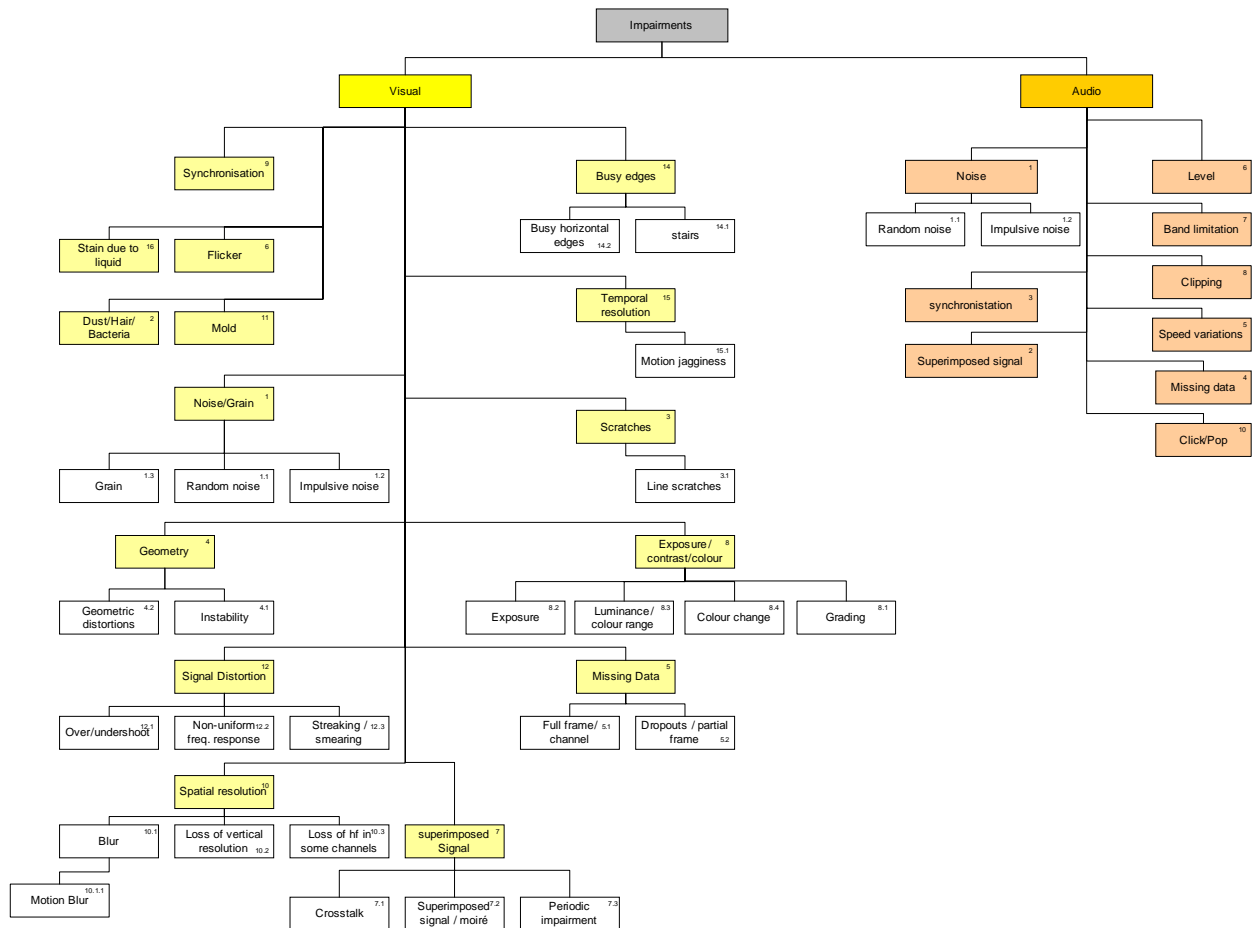 Impairments
Visual
Audio
Synchronisation 9
Busy edges 14
Noise 1
Level 6
Busy horizontal
edges 14.2
stairs 14.1
Random noise 1.1
Impulsive noise 1.2
Band limitation 7
Stain due to 16
liquid
Flicker 6
Clipping 8
Dust/Hair/ 2
Bacteria
Mold 11
Temporal 15
resolution
synchronistation 3
Speed variations 5
Motion jagginess 15.1
Superimposed signal 2
Missing data 4
Noise/Grain 1
Scratches 3
Click/Pop 10
Grain 1.3
Random noise 1.1
Impulsive noise 1.2
Line scratches 3.1
Geometry 4
Exposure/ 8
contrast/colour
Geometric 4.2
distortions
Instability 4.1
Exposure 8.2
Luminance/ 8.3
colour range
Colour change 8.4
Grading 8.1
Signal Distortion 12
Missing Data 5
Over/undershoot 12.1
Non-uniform 12.2
freq. response
Streaking / 12.3
smearing
Full frame/ 5.1
channel
Dropouts / partial
frame 5.2
Spatial resolution 10
Blur 10.1
Loss of vertical
resolution 10.2
Loss of hf in 10.3
some channels
superimposed 7
Signal
Motion Blur 10.1.1
Crosstalk 7.1
Superimposed 7.2
signal / moiré
Periodic 7.3
impairment